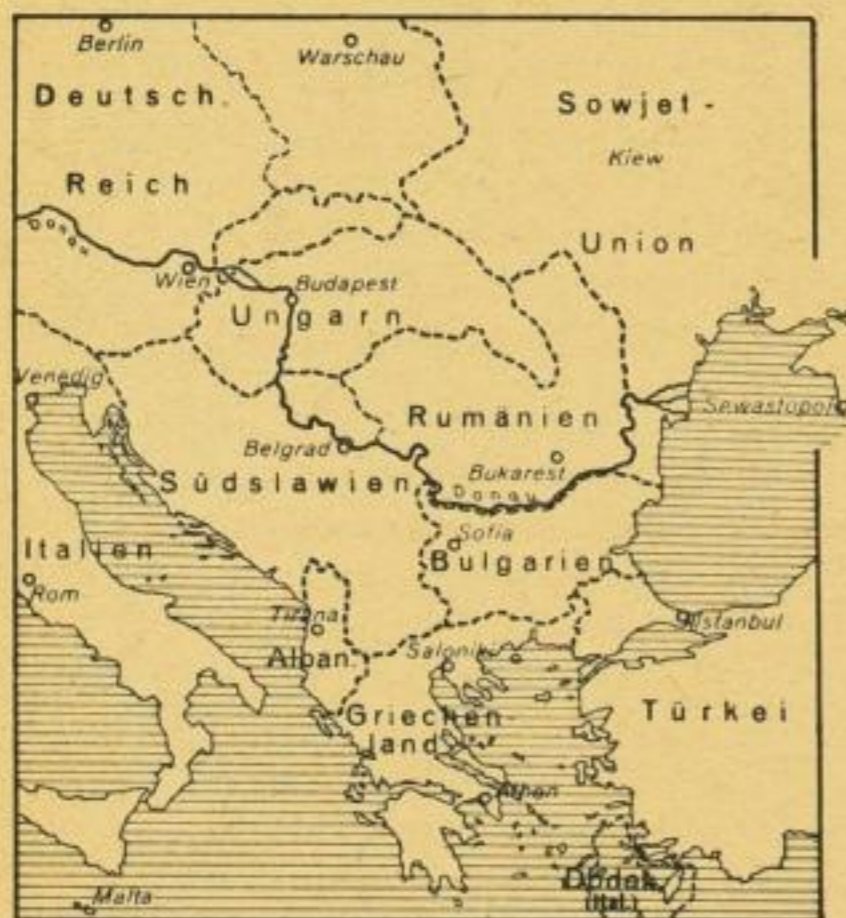 Berlin
Warschau
Deutsch.
Sowjet-
Kiew
Reich
Donau
Union
Wien
Budapest
Ungarn
Venedig
Sewastopol
Rumänien
Belgrad
Bukarest
Südslawien
Donau
Sofia
Italien
Bulgarien
Rom
Tirana
Istanbul
Alban.
Saloniki
Griechen-
land
Türkei
Athen
Dodek.
(Ital.)
Malta